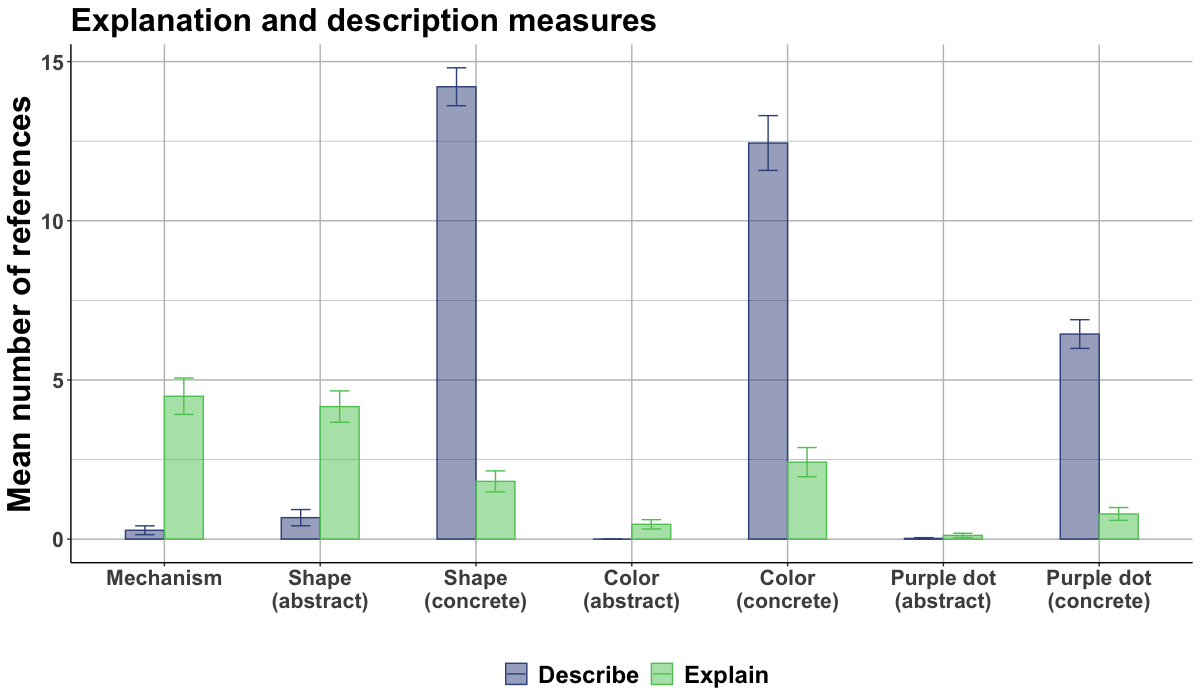 Explanation and description measures
Mean number of references
15
10
5
0
Mechanism
Shape
(abstract)
Shape
(concrete)
Color
(abstract)
Color
(concrete)
Purple dot
(abstract)
Purple dot
(concrete)
Describe
Explain